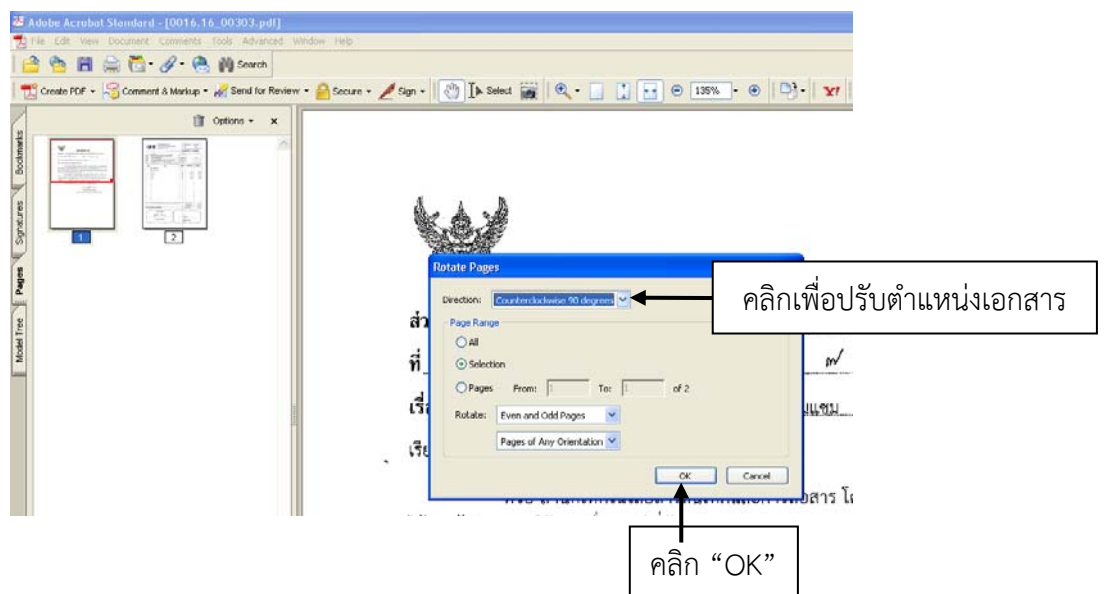 Adobe Acrobat Standard - [0016.16_00303.pdf]
File Edit View Document Comments Tools Advanced Window Help
Search
Create PDF Comment & Markup Send for Review Secure Sign Select 135% Y!
Options x
Bookmarks
Signatures
Pages
Model Tree
1 2
Rotate Pages
Direction: Counterclockwise 90 degrees
คลิกเพื่อปรับตำแหน่งเอกสาร
Page Range
All
Selection
Pages From: 1 To: 1 of 2
Rotate: Even and Odd Pages
Pages of Any Orientation
OK Cancel
ที่
คลิก “OK”